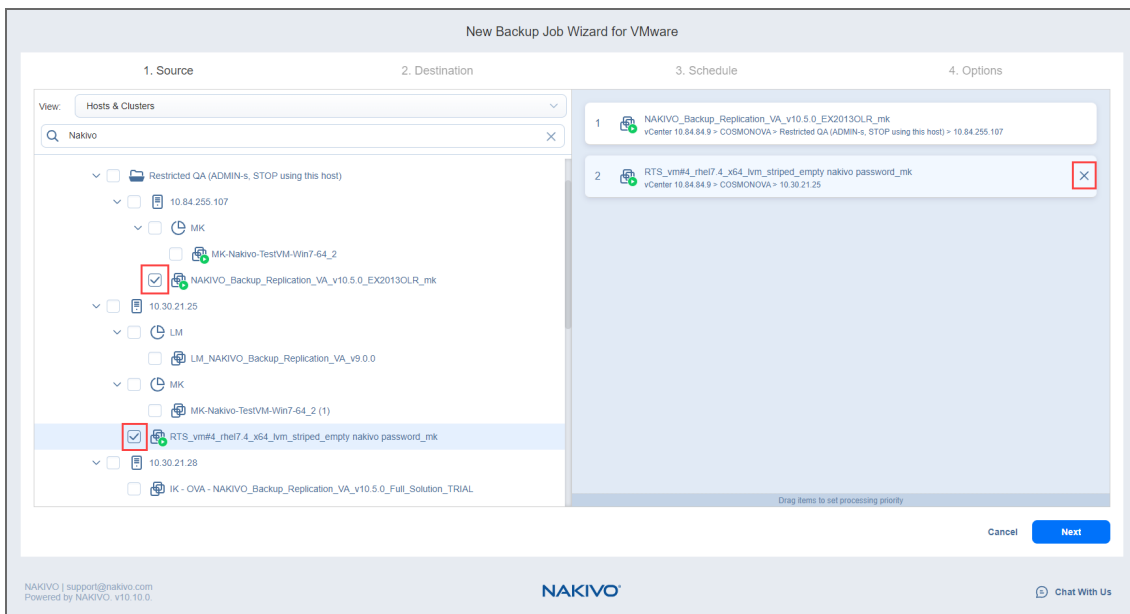 New Backup Job Wizard for VMware
1. Source
2. Destination
3. Schedule
4. Options
View:
Hosts & Clusters
Nakivo
Restricted QA (ADMIN-s, STOP using this host)
10.84.255.107
MK
MK-Nakivo-TestVM-Win7-64_2
NAKIVO_Backup_Replication_VA_v10.5.0_EX2013OLR_mk
10.30.21.25
LM
LM_NAKIVO_Backup_Replication_VA_v9.0.0
MK
MK-Nakivo-TestVM-Win7-64_2 (1)
RTS_vm#4_rhel7.4_x64_lvm_striped_empty nakivo password_mk
10.30.21.28
IK - OVA - NAKIVO_Backup_Replication_VA_v10.5.0_Full_Solution_TRIAL
1
NAKIVO_Backup_Replication_VA_v10.5.0_EX2013OLR_mk
vCenter 10.84.84.9 > COSMONOVA > Restricted QA (ADMIN-s, STOP using this host) > 10.84.255.107
2
RTS_vm#4_rhel7.4_x64_lvm_striped_empty nakivo password_mk
vCenter 10.84.84.9 > COSMONOVA > 10.30.21.25
Drag items to set processing priority
Cancel
Next
NAKIVO | support@nakivo.com
Powered by NAKIVO. v10.10.0.
NAKIVO®
Chat With Us